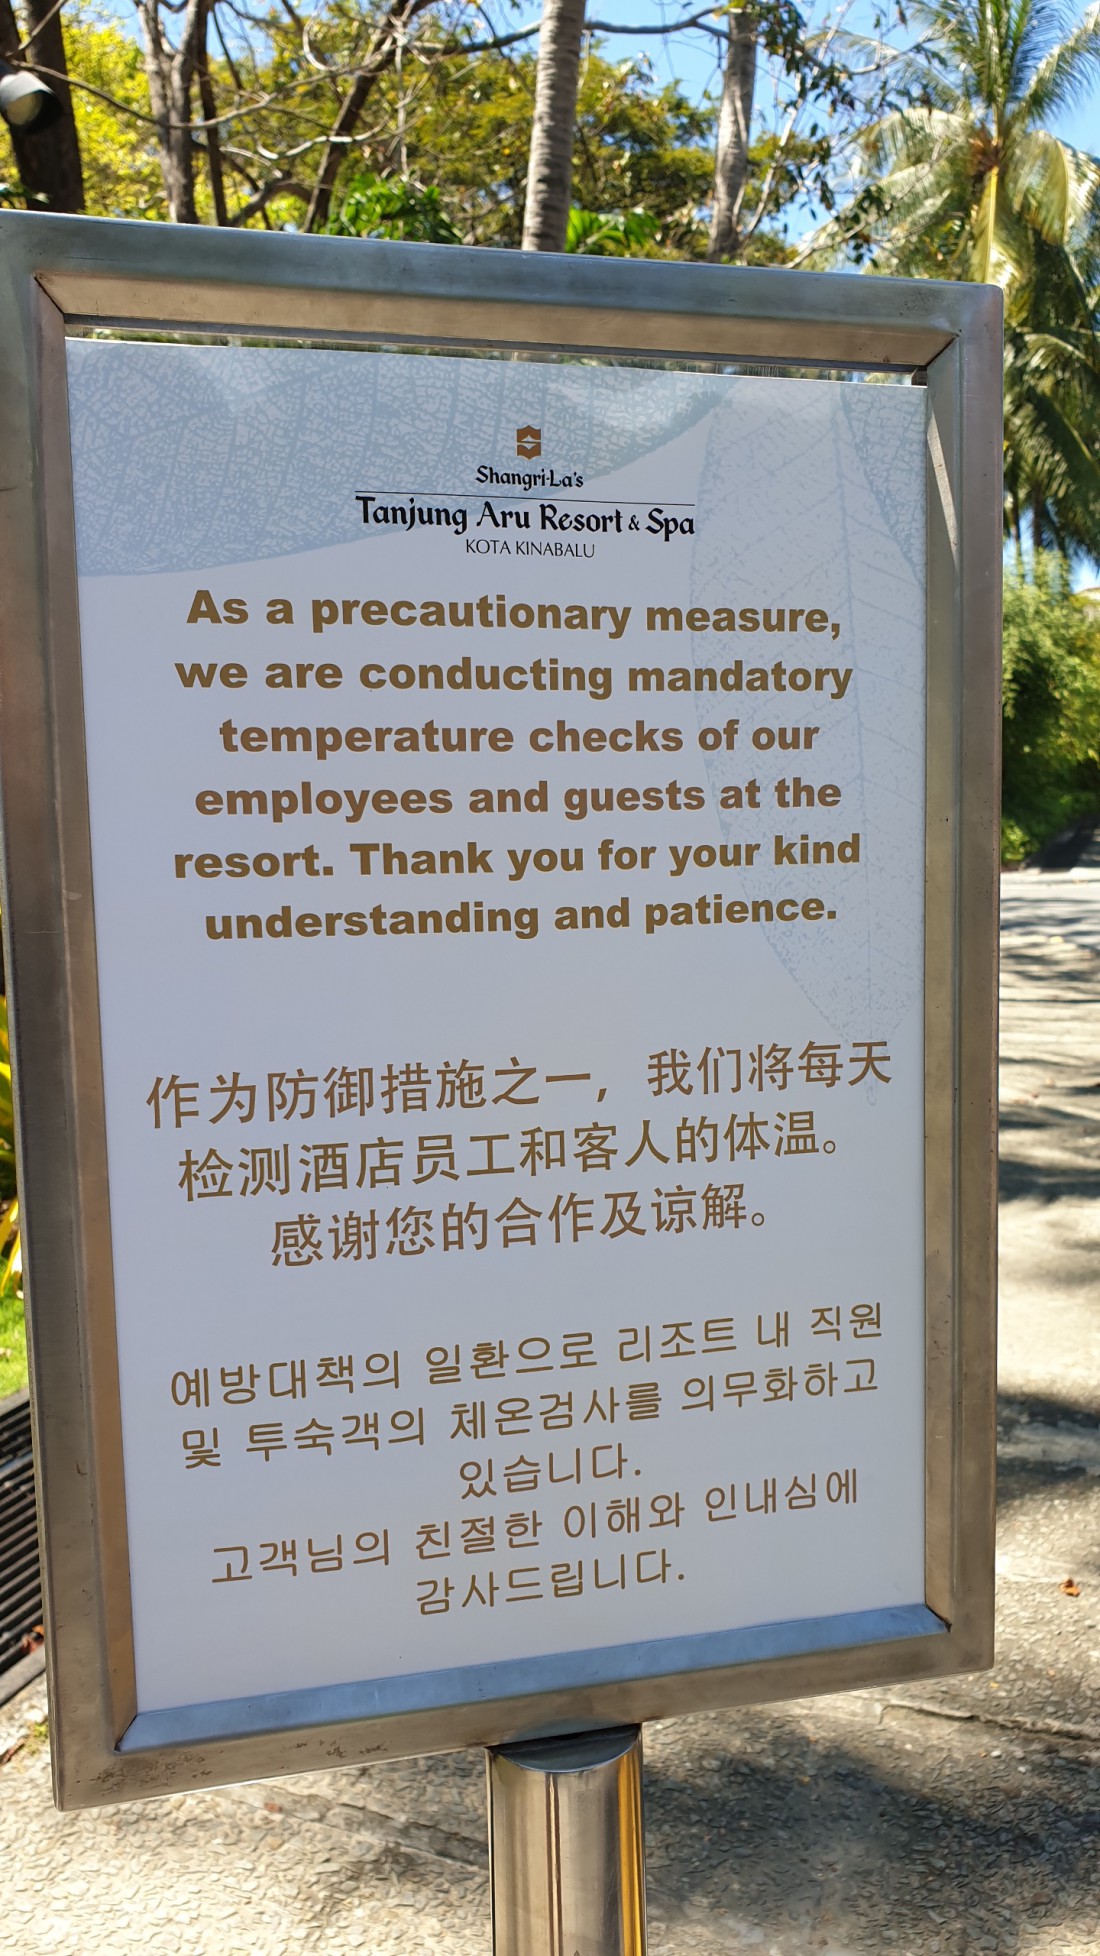 Shangri-La's
Tanjung Aru Resort & Spa
KOTA KINABALU
As a precautionary measure,
we are conducting mandatory
temperature checks of our
employees and guests at the
resort. Thank you for your kind
understanding and patience.
作为防御措施之一，我们将每天
检测酒店员工和客人的体温。
感谢您的合作及谅解。
예방대책의 일환으로 리조트 내 직원
및 투숙객의 체온검사를 의무화하고
있습니다.
고객님의 친절한 이해와 인내심에
감사드립니다.